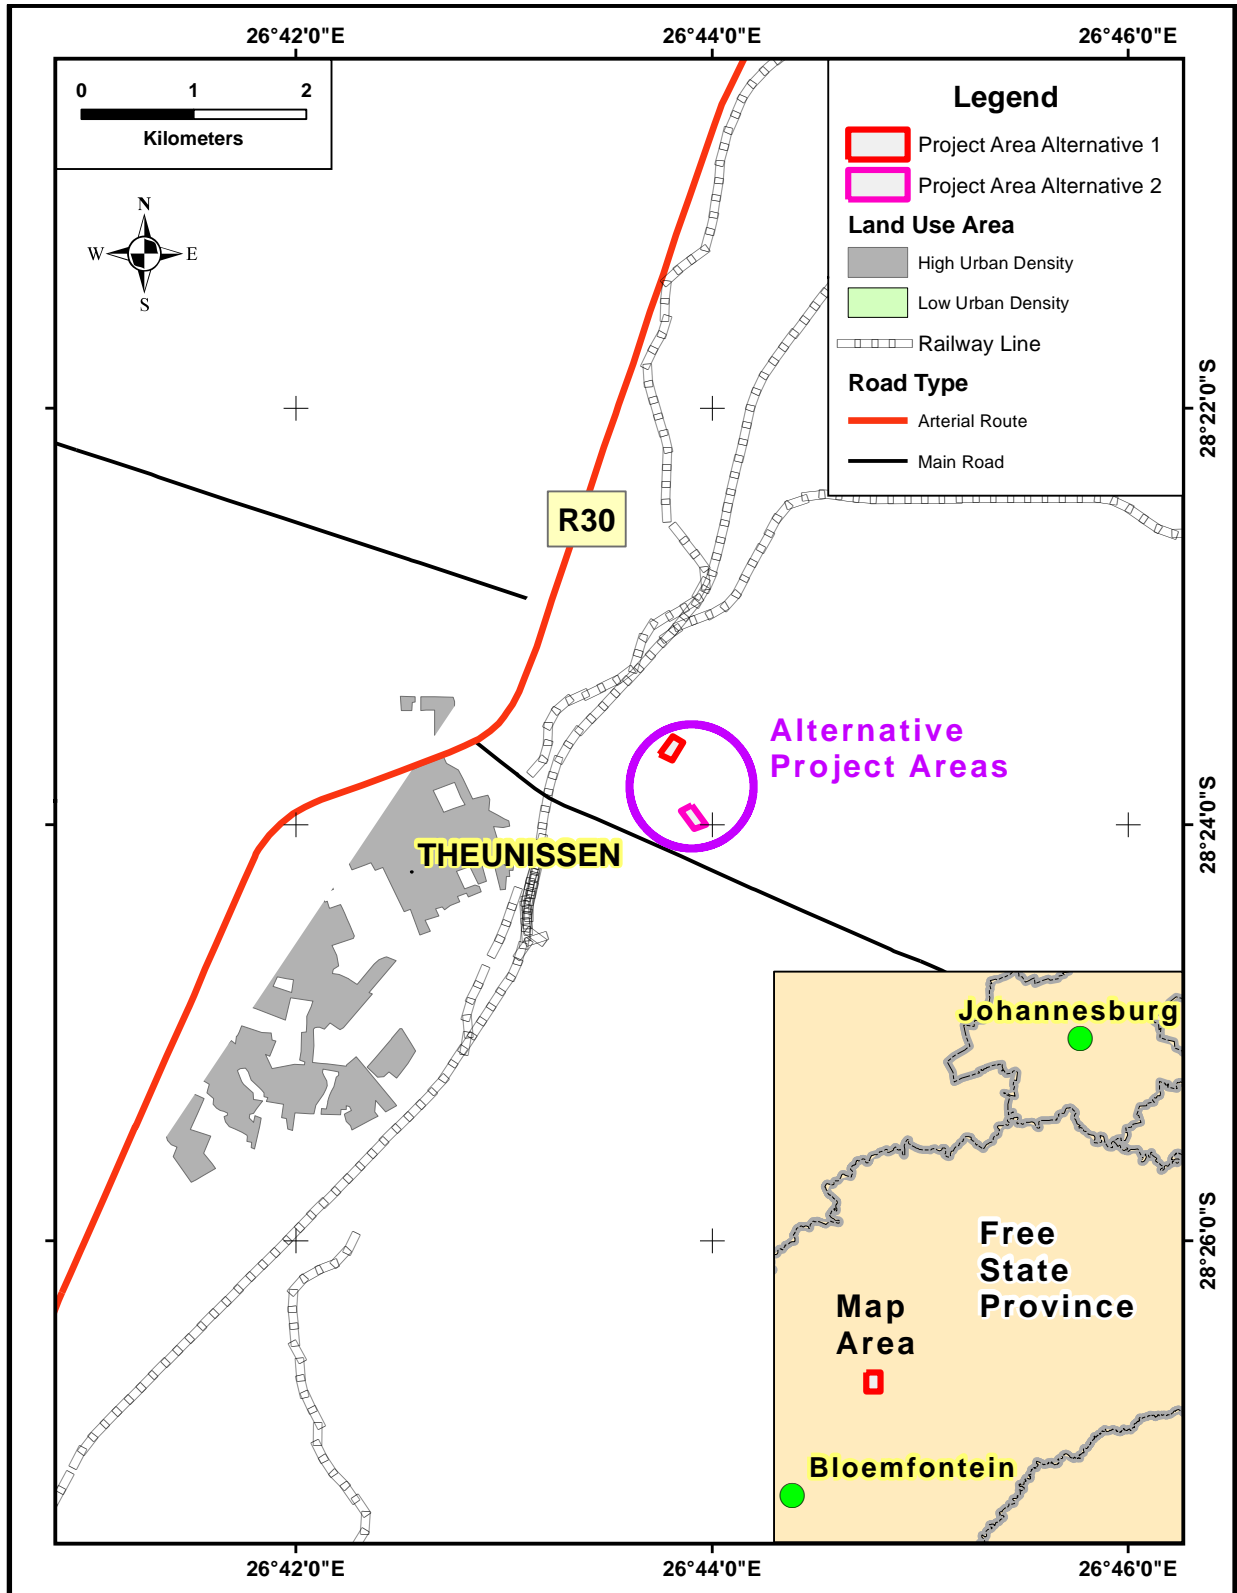 26°42'0"E 26°44'0"E 26°46'0"E
0 1 2
Kilometers
N
W E
S
Legend
Project Area Alternative 1
Project Area Alternative 2
Land Use Area
High Urban Density
Low Urban Density
Railway Line
Road Type
Arterial Route
Main Road
28°22'0"S
R30
Alternative
Project Areas
THEUNISSEN
28°24'0"S
Johannesburg
Free
State
Province
28°26'0"S
Map
Area
Bloemfontein
26°42'0"E 26°44'0"E 26°46'0"E